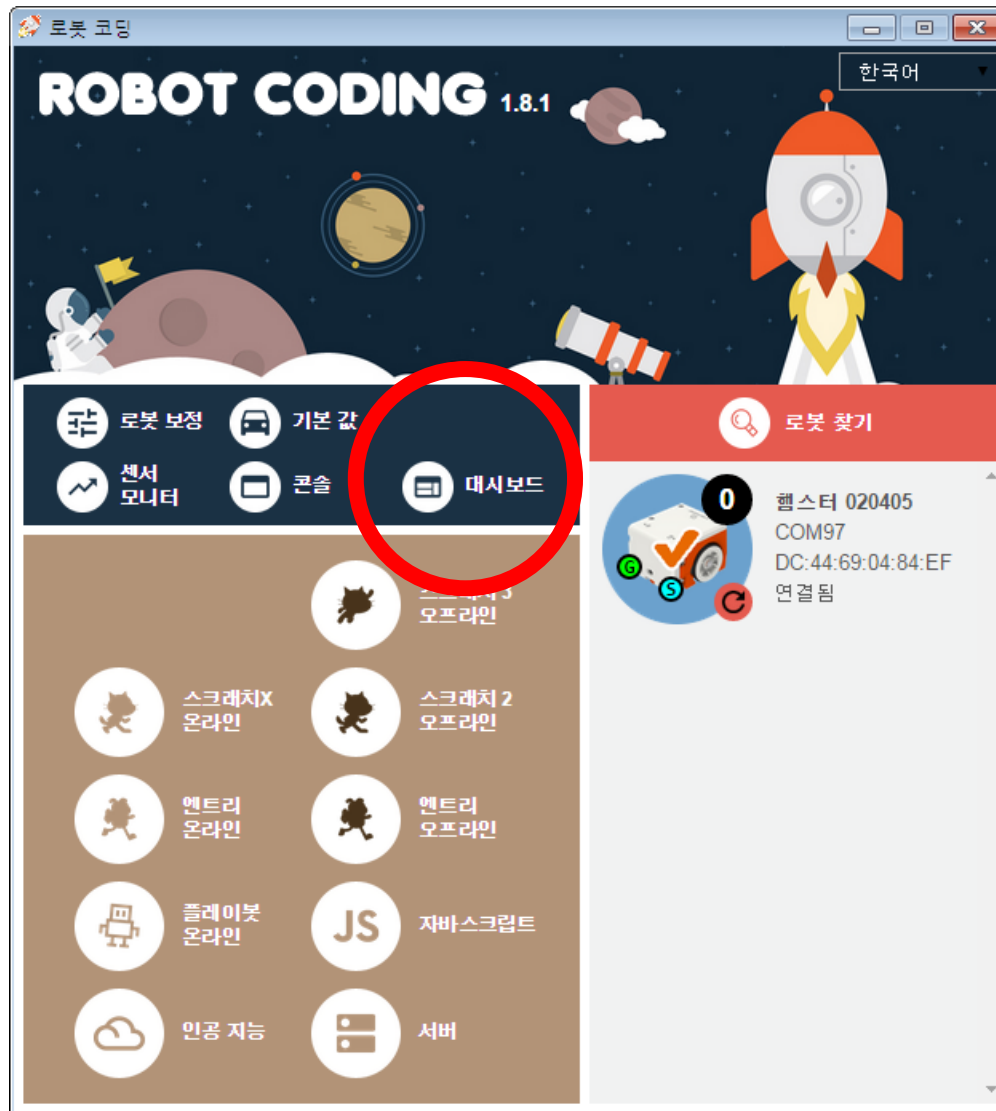 로봇 코딩
한국어
ROBOT CODING 1.8.1
로봇 보정
기본 값
센서
모니터
콘솔
대시보드
로봇 찾기
0
햄스터 020405
COM97
DC:44:69:04:84:EF
연결됨
G
S
스크래치 3
오프라인
스크래치X
온라인
스크래치 2
오프라인
엔트리
온라인
엔트리
오프라인
플레이봇
온라인
JS
자바스크립트
인공 지능
서버